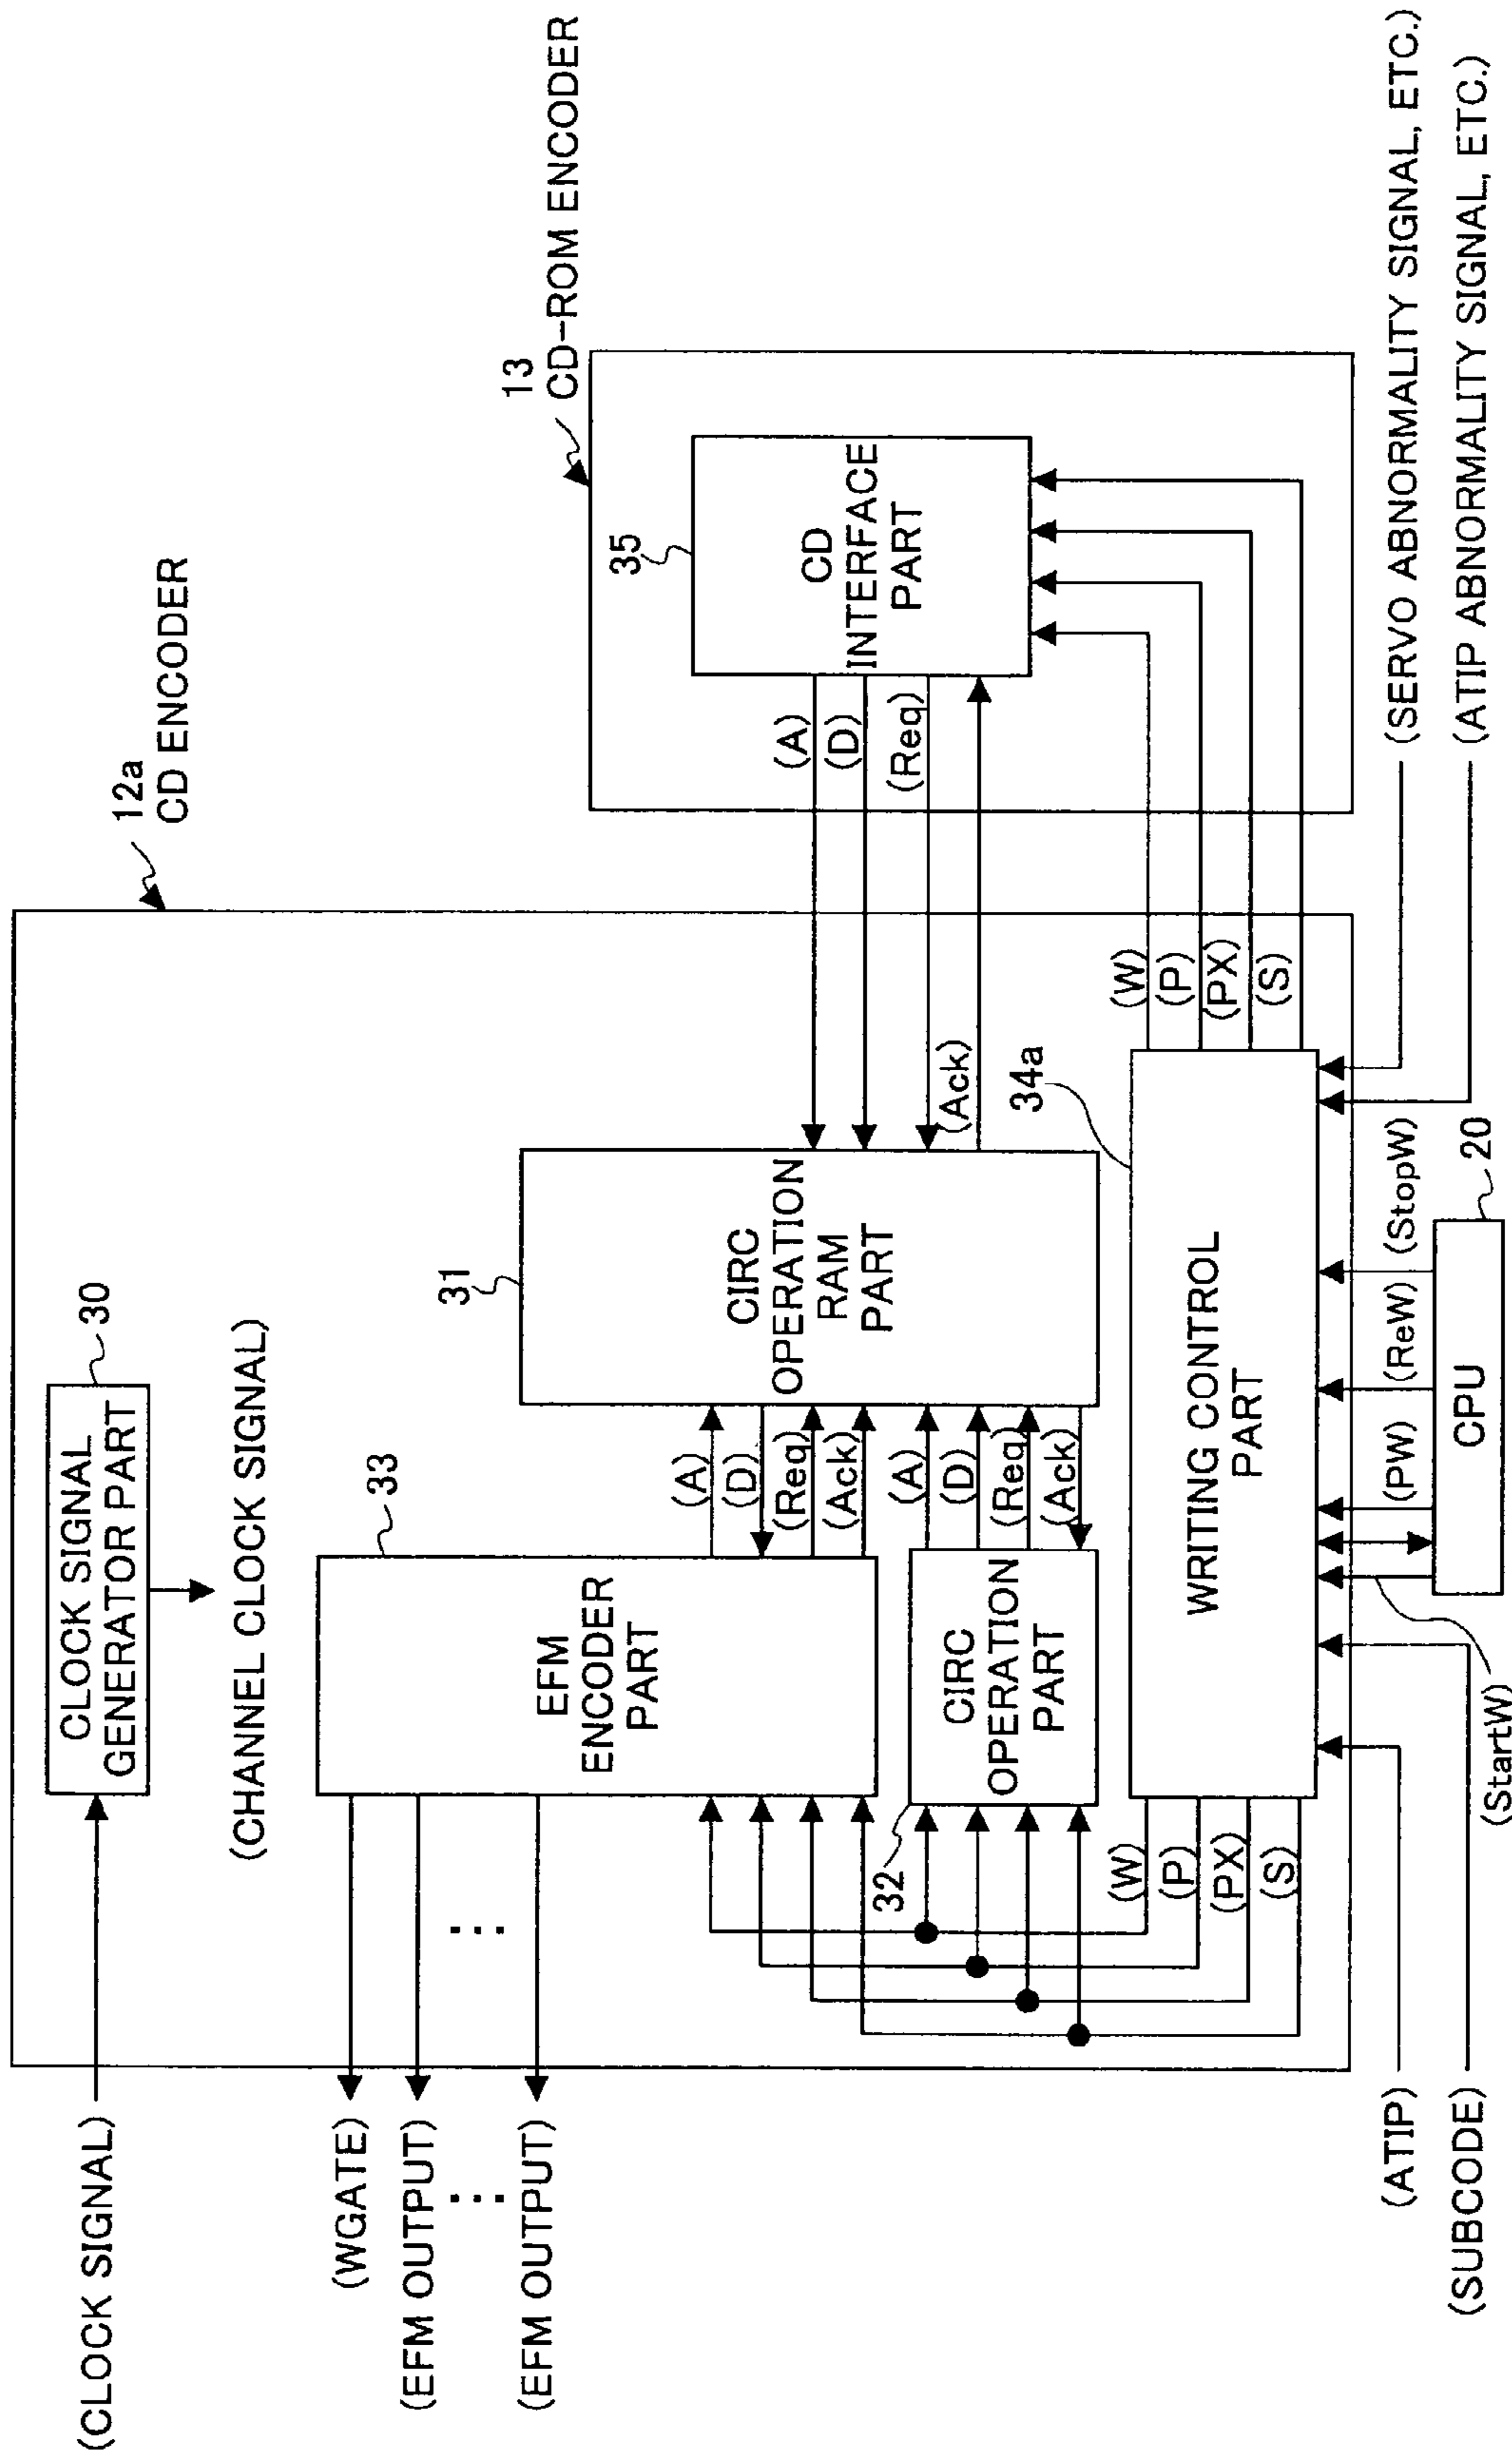 12a
CD ENCODER
13
CD-ROM ENCODER
(CLOCK SIGNAL)
CLOCK SIGNAL
GENERATOR PART
30
(CHANNEL CLOCK SIGNAL)
(WGATE)
(EFM OUTPUT)
(EFM OUTPUT)
33
EFM
ENCODER
PART
(A)
(D)
(Req)
(Ack)
31
CIRC
OPERATION
RAM
PART
(A)
(D)
(Req)
(Ack)
35
CD
INTERFACE
PART
32
CIRC
OPERATION
PART
(A)
(D)
(Req)
(Ack)
(W)
(P)
(PX)
(S)
34a
WRITING CONTROL
PART
(W)
(P)
(PX)
(S)
(ATIP)
(SUBCODE)
(StartW)
(PW)
(ReW)
(StopW)
CPU
20
(SERVO ABNORMALITY SIGNAL, ETC.)
(ATIP ABNORMALITY SIGNAL, ETC.)